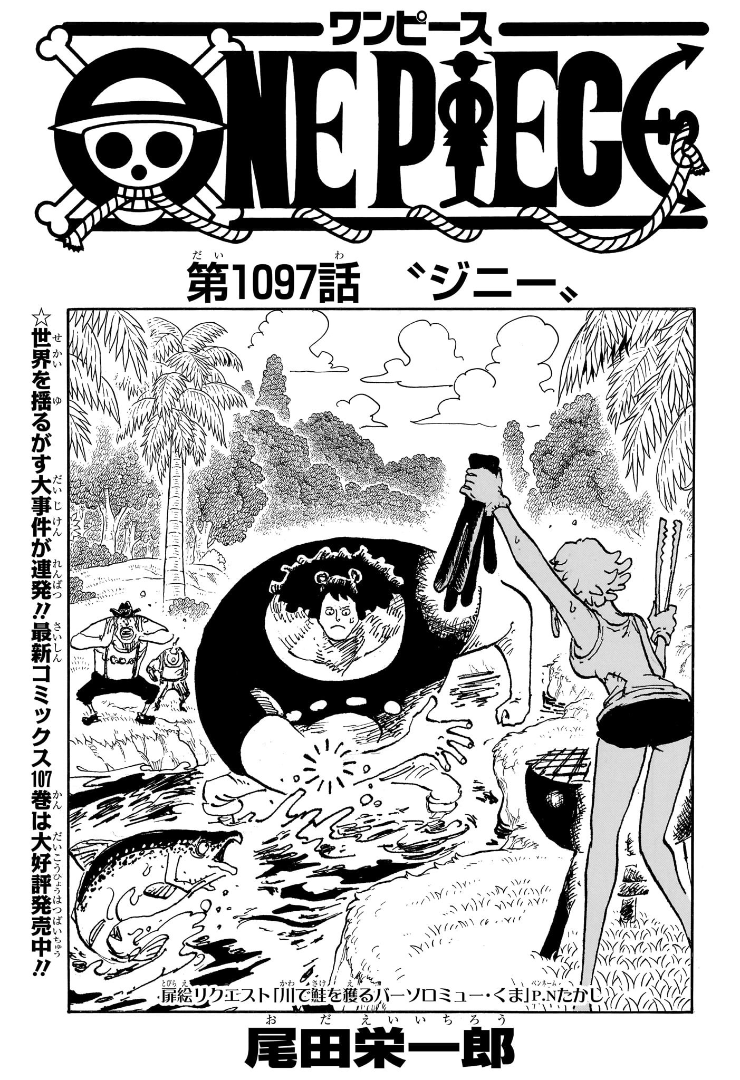 ワンピース
ONE PIECE
第1097話 〝ジニー〟
☆世界を揺るがす大事件が連発!!最新コミックス107巻は大好評発売中!!
扉絵リクエスト「川で鮭を獲るバーソロミュー・くま」P.Nたかし
尾田栄一郎